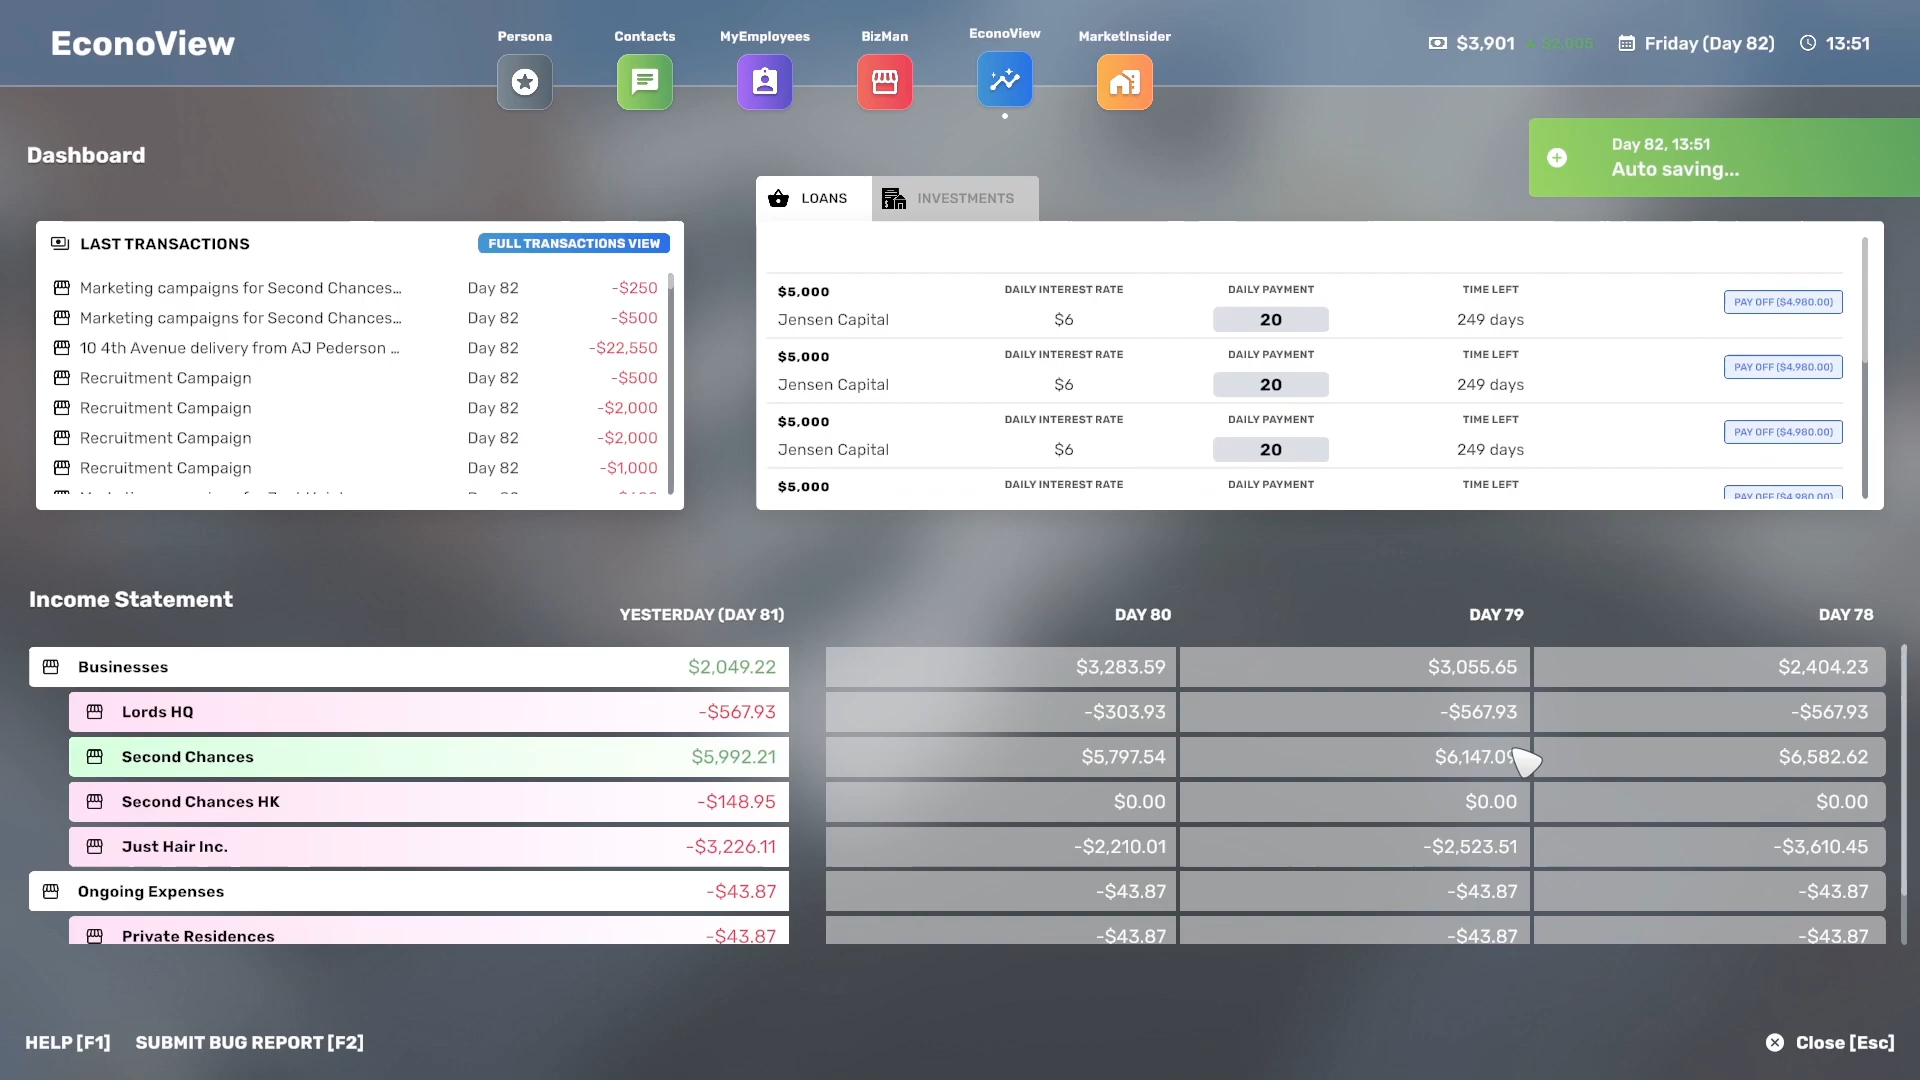 EconoView
Persona
Contacts
MyEmployees
BizMan
EconoView
MarketInsider
$3,901
$2,005
Friday (Day 82)
13:51
Dashboard
Day 82, 13:51
Auto saving...
LOANS
INVESTMENTS
LAST TRANSACTIONS
FULL TRANSACTIONS VIEW
Marketing campaigns for Second Chances... Day 82 -$250
Marketing campaigns for Second Chances... Day 82 -$500
10 4th Avenue delivery from AJ Pederson ... Day 82 -$22,550
Recruitment Campaign Day 82 -$500
Recruitment Campaign Day 82 -$2,000
Recruitment Campaign Day 82 -$2,000
Recruitment Campaign Day 82 -$1,000
$5,000 DAILY INTEREST RATE DAILY PAYMENT TIME LEFT
PAY OFF ($4,980.00)
Jensen Capital $6 20 249 days
$5,000 DAILY INTEREST RATE DAILY PAYMENT TIME LEFT
PAY OFF ($4,980.00)
Jensen Capital $6 20 249 days
$5,000 DAILY INTEREST RATE DAILY PAYMENT TIME LEFT
PAY OFF ($4,980.00)
Jensen Capital $6 20 249 days
$5,000 DAILY INTEREST RATE DAILY PAYMENT TIME LEFT
PAY OFF ($4,980.00)
Income Statement
YESTERDAY (DAY 81) DAY 80 DAY 79 DAY 78
Businesses $2,049.22 $3,283.59 $3,055.65 $2,404.23
Lords HQ -$567.93 -$303.93 -$567.93 -$567.93
Second Chances $5,992.21 $5,797.54 $6,147.09 $6,582.62
Second Chances HK -$148.95 $0.00 $0.00 $0.00
Just Hair Inc. -$3,226.11 -$2,210.01 -$2,523.51 -$3,610.45
Ongoing Expenses -$43.87 -$43.87 -$43.87 -$43.87
Private Residences -$43.87 -$43.87 -$43.87 -$43.87
HELP [F1] SUBMIT BUG REPORT [F2]
Close [Esc]